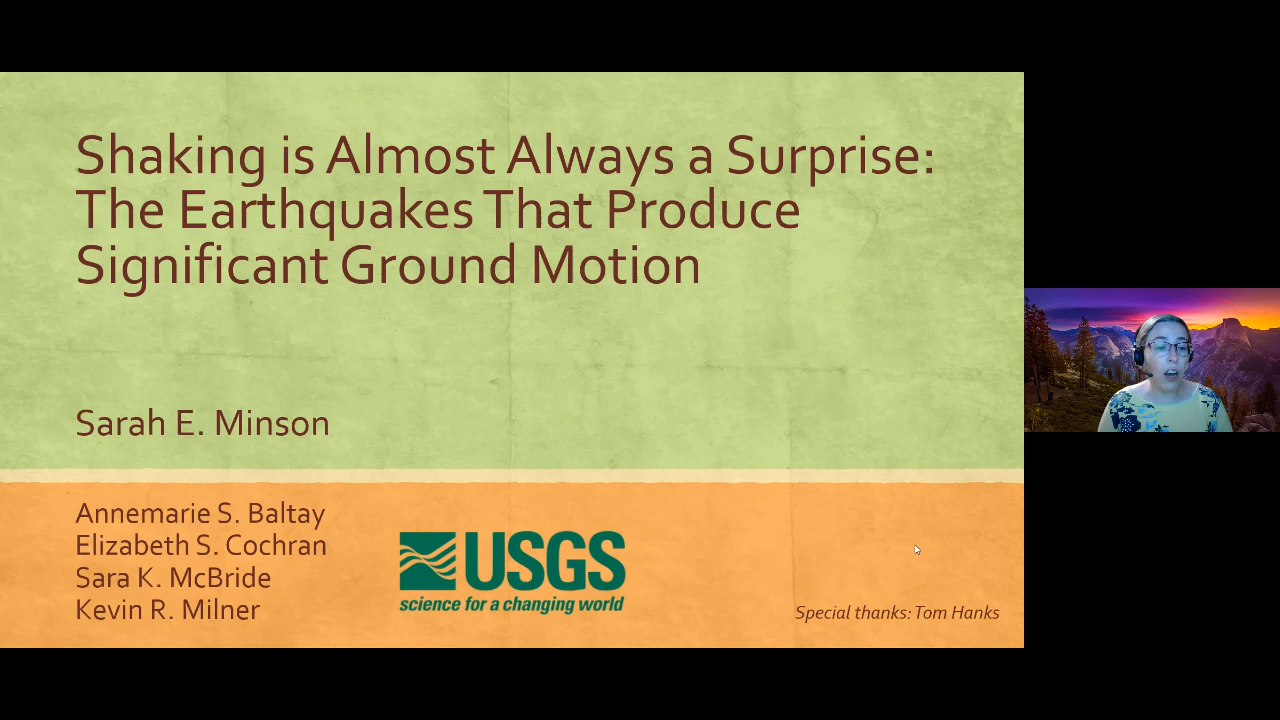 Shaking is Almost Always a Surprise:
The Earthquakes That Produce
Significant Ground Motion
Sarah E. Minson
Annemarie S. Baltay
Elizabeth S. Cochran
Sara K. McBride
Kevin R. Milner
USGS
science for a changing world
Special thanks: Tom Hanks